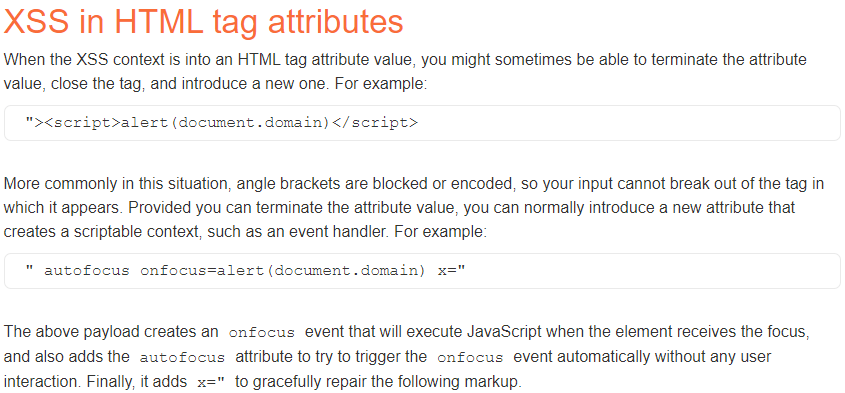 XSS in HTML tag attributes
When the XSS context is into an HTML tag attribute value, you might sometimes be able to terminate the attribute
value, close the tag, and introduce a new one. For example:
"><script>alert(document.domain)</script>
More commonly in this situation, angle brackets are blocked or encoded, so your input cannot break out of the tag in
which it appears. Provided you can terminate the attribute value, you can normally introduce a new attribute that
creates a scriptable context, such as an event handler. For example:
" autofocus onfocus=alert(document.domain) x="
The above payload creates an onfocus event that will execute JavaScript when the element receives the focus,
and also adds the autofocus attribute to try to trigger the onfocus event automatically without any user
interaction. Finally, it adds x=" to gracefully repair the following markup.